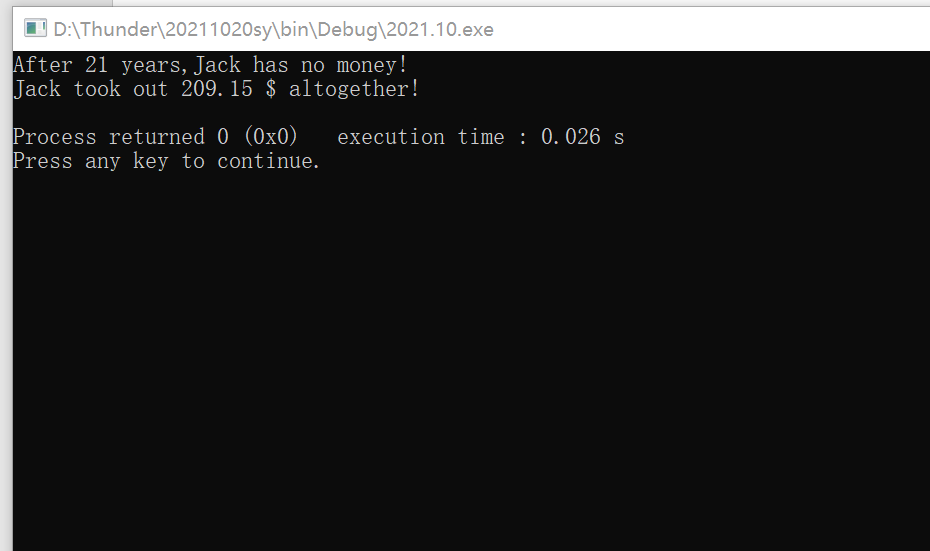 D:\Thunder\20211020sy\bin\Debug\2021.10.exe
After 21 years,Jack has no money!
Jack took out 209.15 $ altogether!
Process returned 0 (0x0)   execution time : 0.026 s
Press any key to continue.